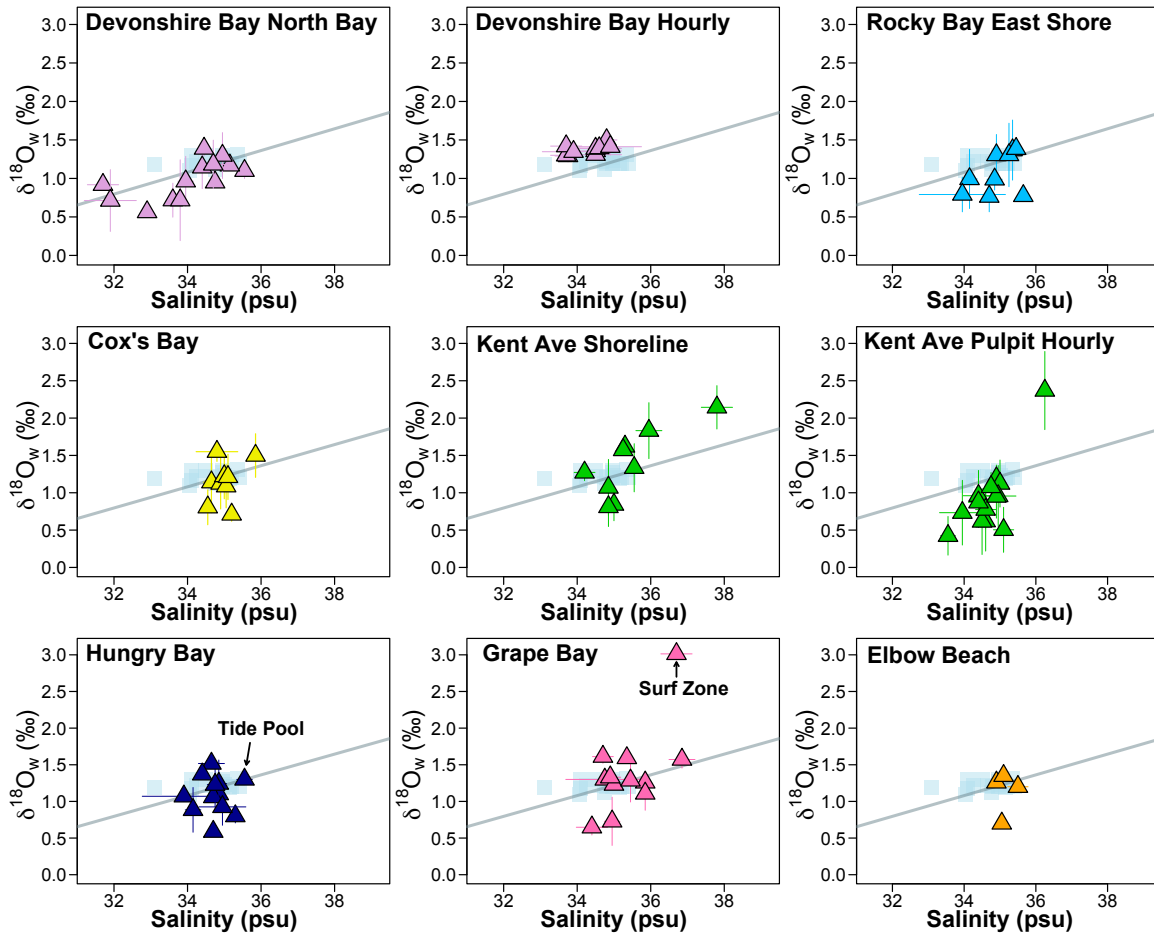 Devonshire Bay North Bay
δ¹⁸Ow (‰)
3.0
2.5
2.0
1.5
1.0
0.5
0.0
32 34 36 38
Salinity (psu)
Devonshire Bay Hourly
δ¹⁸Ow (‰)
3.0
2.5
2.0
1.5
1.0
0.5
0.0
32 34 36 38
Salinity (psu)
Rocky Bay East Shore
δ¹⁸Ow (‰)
3.0
2.5
2.0
1.5
1.0
0.5
0.0
32 34 36 38
Salinity (psu)
Cox's Bay
δ¹⁸Ow (‰)
3.0
2.5
2.0
1.5
1.0
0.5
0.0
32 34 36 38
Salinity (psu)
Kent Ave Shoreline
δ¹⁸Ow (‰)
3.0
2.5
2.0
1.5
1.0
0.5
0.0
32 34 36 38
Salinity (psu)
Kent Ave Pulpit Hourly
δ¹⁸Ow (‰)
3.0
2.5
2.0
1.5
1.0
0.5
0.0
32 34 36 38
Salinity (psu)
Hungry Bay
Tide Pool
δ¹⁸Ow (‰)
3.0
2.5
2.0
1.5
1.0
0.5
0.0
32 34 36 38
Salinity (psu)
Grape Bay
Surf Zone
δ¹⁸Ow (‰)
3.0
2.5
2.0
1.5
1.0
0.5
0.0
32 34 36 38
Salinity (psu)
Elbow Beach
δ¹⁸Ow (‰)
3.0
2.5
2.0
1.5
1.0
0.5
0.0
32 34 36 38
Salinity (psu)